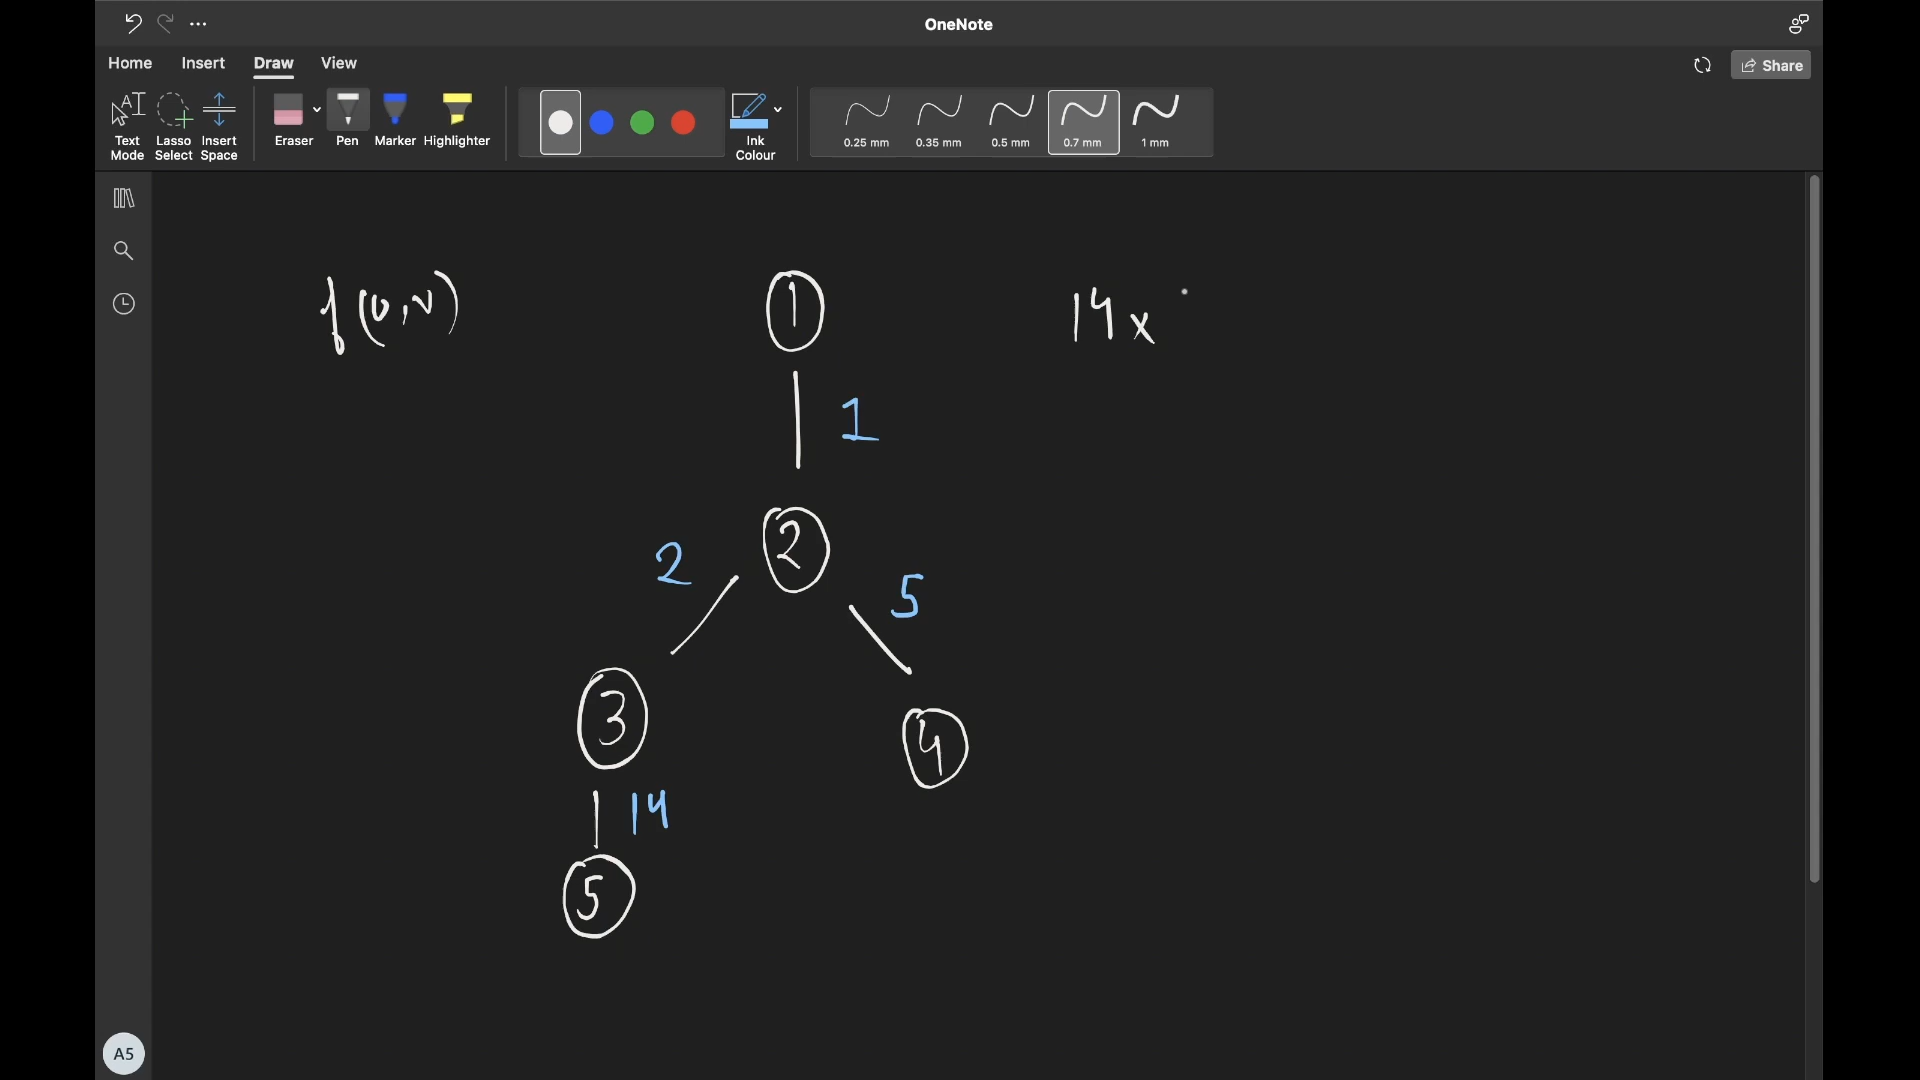 OneNote
Home Insert Draw View
Share
Text Mode
Lasso Select
Insert Space
Eraser
Pen
Marker
Highlighter
Ink Colour
0.25 mm
0.35 mm
0.5 mm
0.7 mm
1 mm
f(u,v)
1
14x
1
2
2
5
3
4
14
5
A5